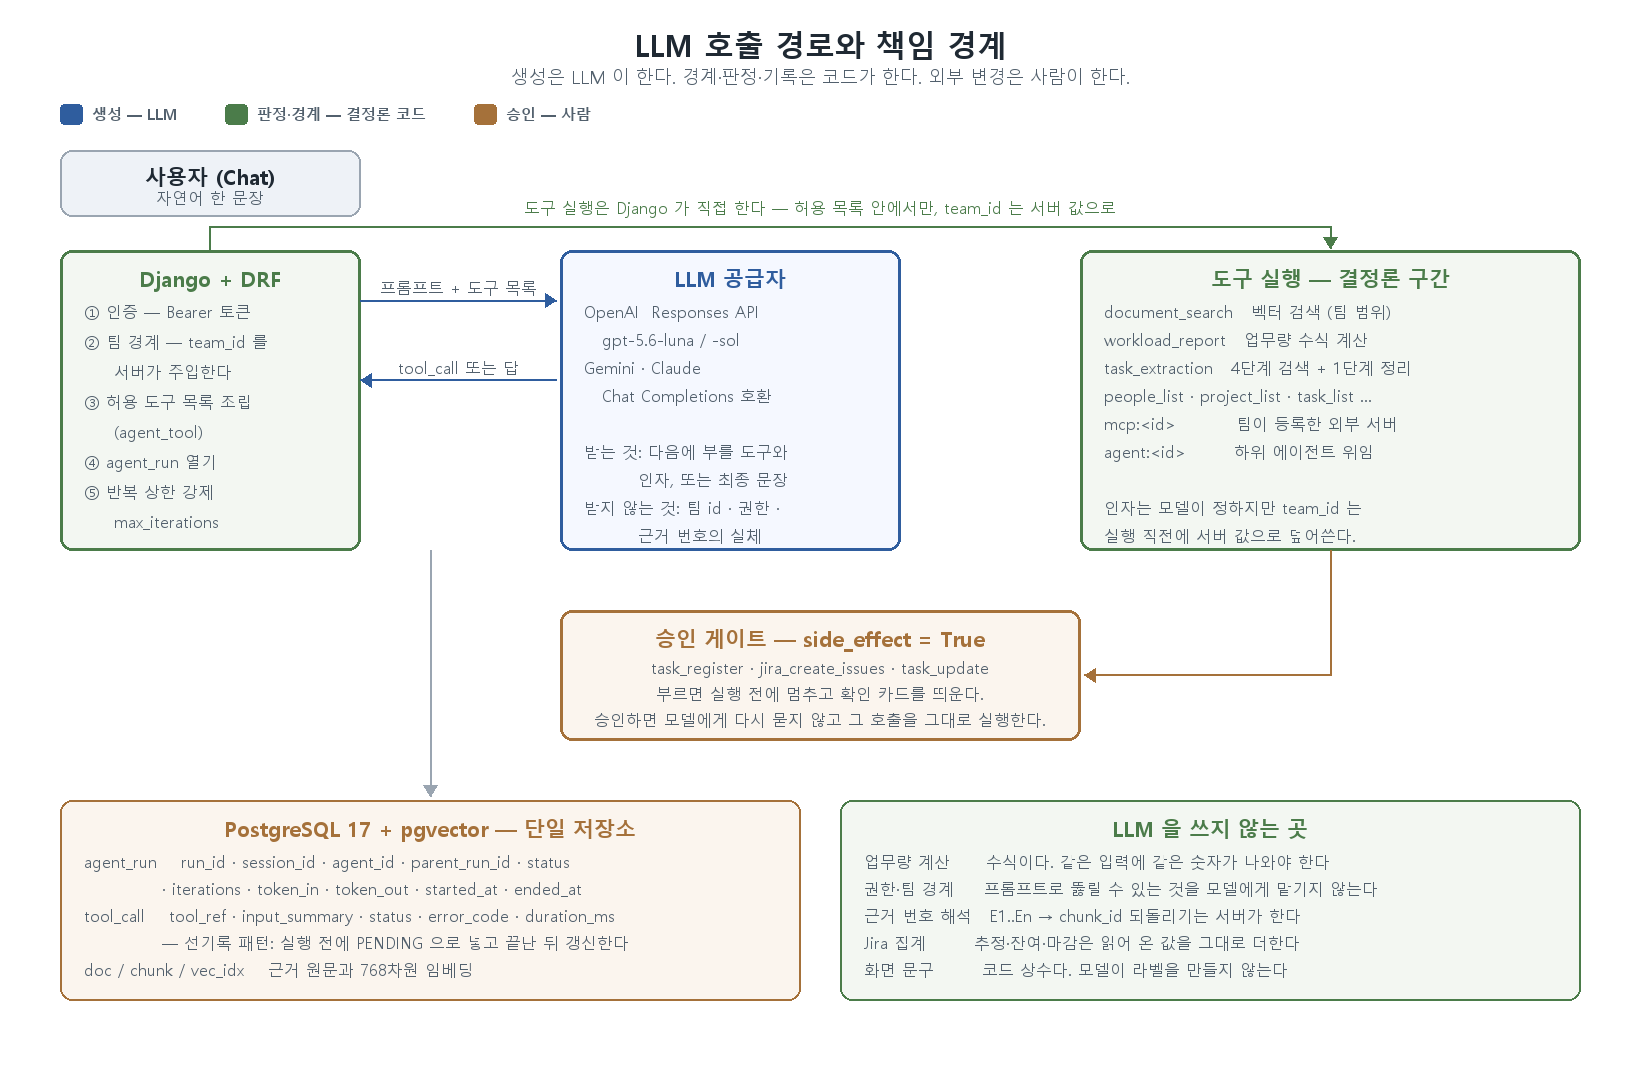 LLM 호출 경로와 책임 경계
생성은 LLM 이 한다. 경계·판정·기록은 코드가 한다. 외부 변경은 사람이 한다.
생성 — LLM
판정·경계 — 결정론 코드
승인 — 사람
사용자 (Chat)
자연어 한 문장
도구 실행은 Django 가 직접 한다 — 허용 목록 안에서만, team_id 는 서버 값으로
Django + DRF
① 인증 — Bearer 토큰
② 팀 경계 — team_id 를
서버가 주입한다
③ 허용 도구 목록 조립
(agent_tool)
④ agent_run 열기
⑤ 반복 상한 강제
max_iterations
프롬프트 + 도구 목록
tool_call 또는 답
LLM 공급자
OpenAI Responses API
gpt-5.6-luna / -sol
Gemini · Claude
Chat Completions 호환
받는 것: 다음에 부를 도구와
인자, 또는 최종 문장
받지 않는 것: 팀 id · 권한 ·
근거 번호의 실체
도구 실행 — 결정론 구간
document_search 벡터 검색 (팀 범위)
workload_report 업무량 수식 계산
task_extraction 4단계 검색 + 1단계 정리
people_list · project_list · task_list ...
mcp:<id> 팀이 등록한 외부 서버
agent:<id> 하위 에이전트 위임
인자는 모델이 정하지만 team_id 는
실행 직전에 서버 값으로 덮어쓴다.
승인 게이트 — side_effect = True
task_register · jira_create_issues · task_update
부르면 실행 전에 멈추고 확인 카드를 띄운다.
승인하면 모델에게 다시 묻지 않고 그 호출을 그대로 실행한다.
PostgreSQL 17 + pgvector — 단일 저장소
agent_run run_id · session_id · agent_id · parent_run_id · status
· iterations · token_in · token_out · started_at · ended_at
tool_call tool_ref · input_summary · status · error_code · duration_ms
— 선기록 패턴: 실행 전에 PENDING 으로 넣고 끝난 뒤 갱신한다
doc / chunk / vec_idx 근거 원문과 768차원 임베딩
LLM 을 쓰지 않는 곳
업무량 계산 수식이다. 같은 입력에 같은 숫자가 나와야 한다
권한·팀 경계 프롬프트로 뚫릴 수 있는 것을 모델에게 맡기지 않는다
근거 번호 해석 E1..En → chunk_id 되돌리기는 서버가 한다
Jira 집계 추정·잔여·마감은 읽어 온 값을 그대로 더한다
화면 문구 코드 상수다. 모델이 라벨을 만들지 않는다